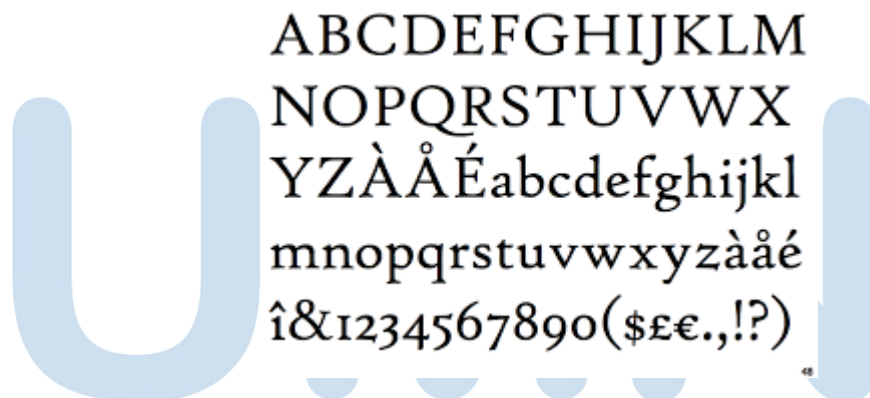 ABCDEFGHIJKLM
NOPQRSTUVWX
YZÀÅÉabcdefghijkl
mnopqrstuvwxyzàåé
î&1234567890($£€.,!?)
48